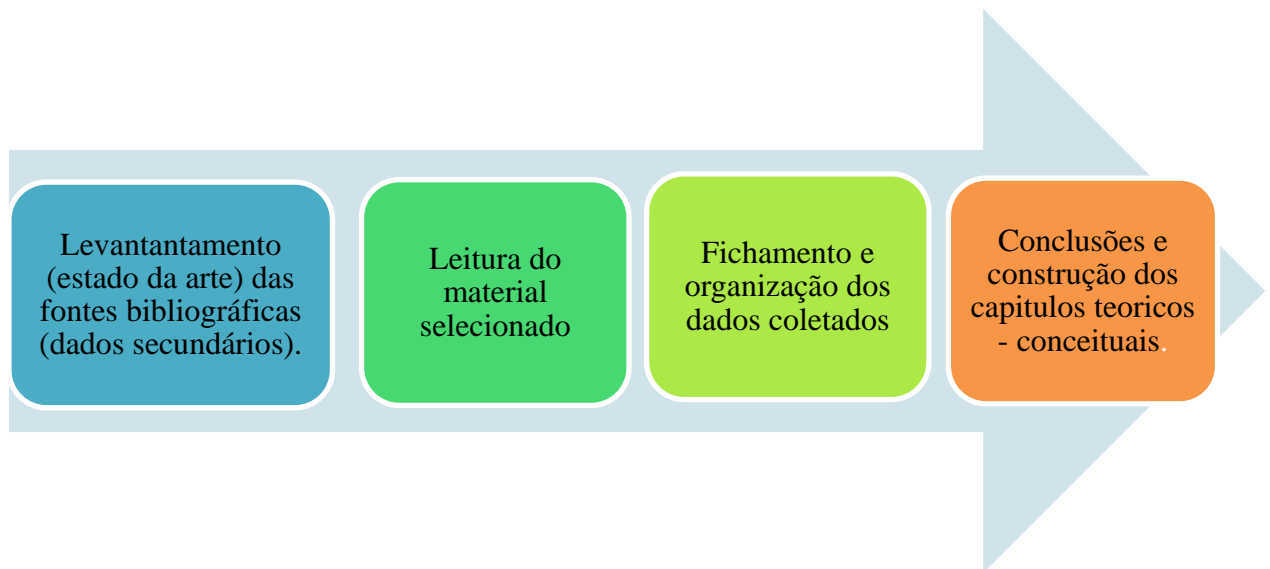 Levantantamento
(estado da arte) das
fontes bibliográficas
(dados secundários).
Leitura do
material
selecionado
Fichamento e
organização dos
dados coletados
Conclusões e
construção dos
capitulos teoricos
- conceituais.